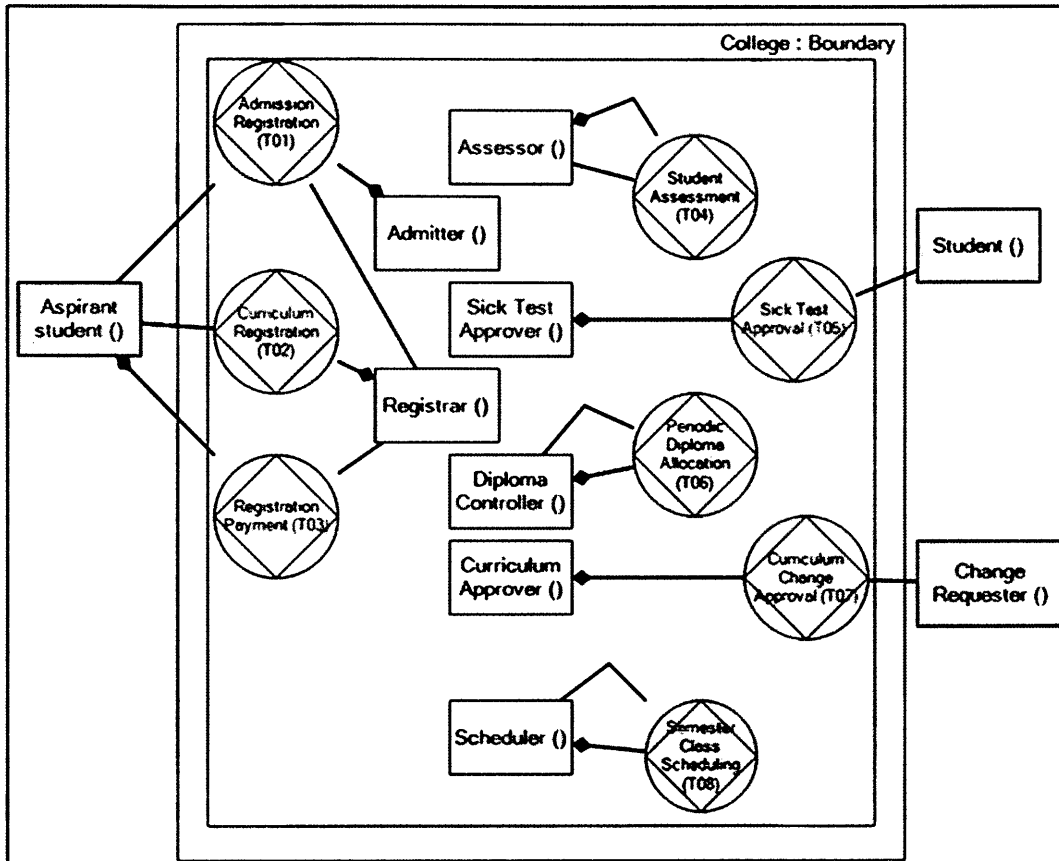 College : Boundary
Admission
Registration
(T01)
Assessor ()
Student
Assessment
(T04)
Admitter ()
Student ()
Aspirant
student ()
Curriculum
Registration
(T02)
Sick Test
Approver ()
Sick Test
Approval (T05)
Registrar ()
Periodic
Diploma
Allocation
(T06)
Diploma
Controller ()
Registration
Payment (T03)
Curriculum
Approver ()
Curriculum
Change
Approval (T07)
Change
Requester ()
Scheduler ()
Semester
Class
Scheduling
(T08)